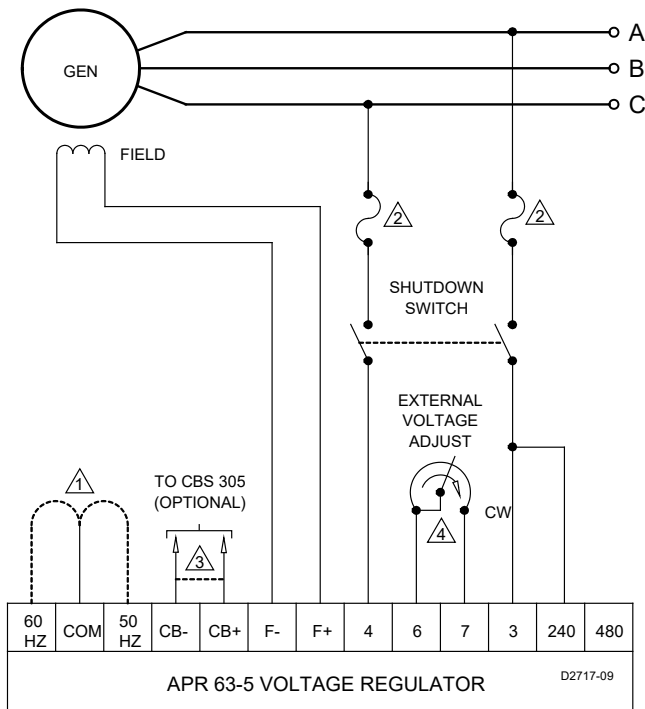 GEN
A
B
C
FIELD
2
2
SHUTDOWN
SWITCH
EXTERNAL
VOLTAGE
ADJUST
1
TO CBS 305
(OPTIONAL)
3
4
CW
60
HZ
COM
50
HZ
CB-
CB+
F-
F+
4
6
7
3
240
480
APR 63-5 VOLTAGE REGULATOR
D2717-09